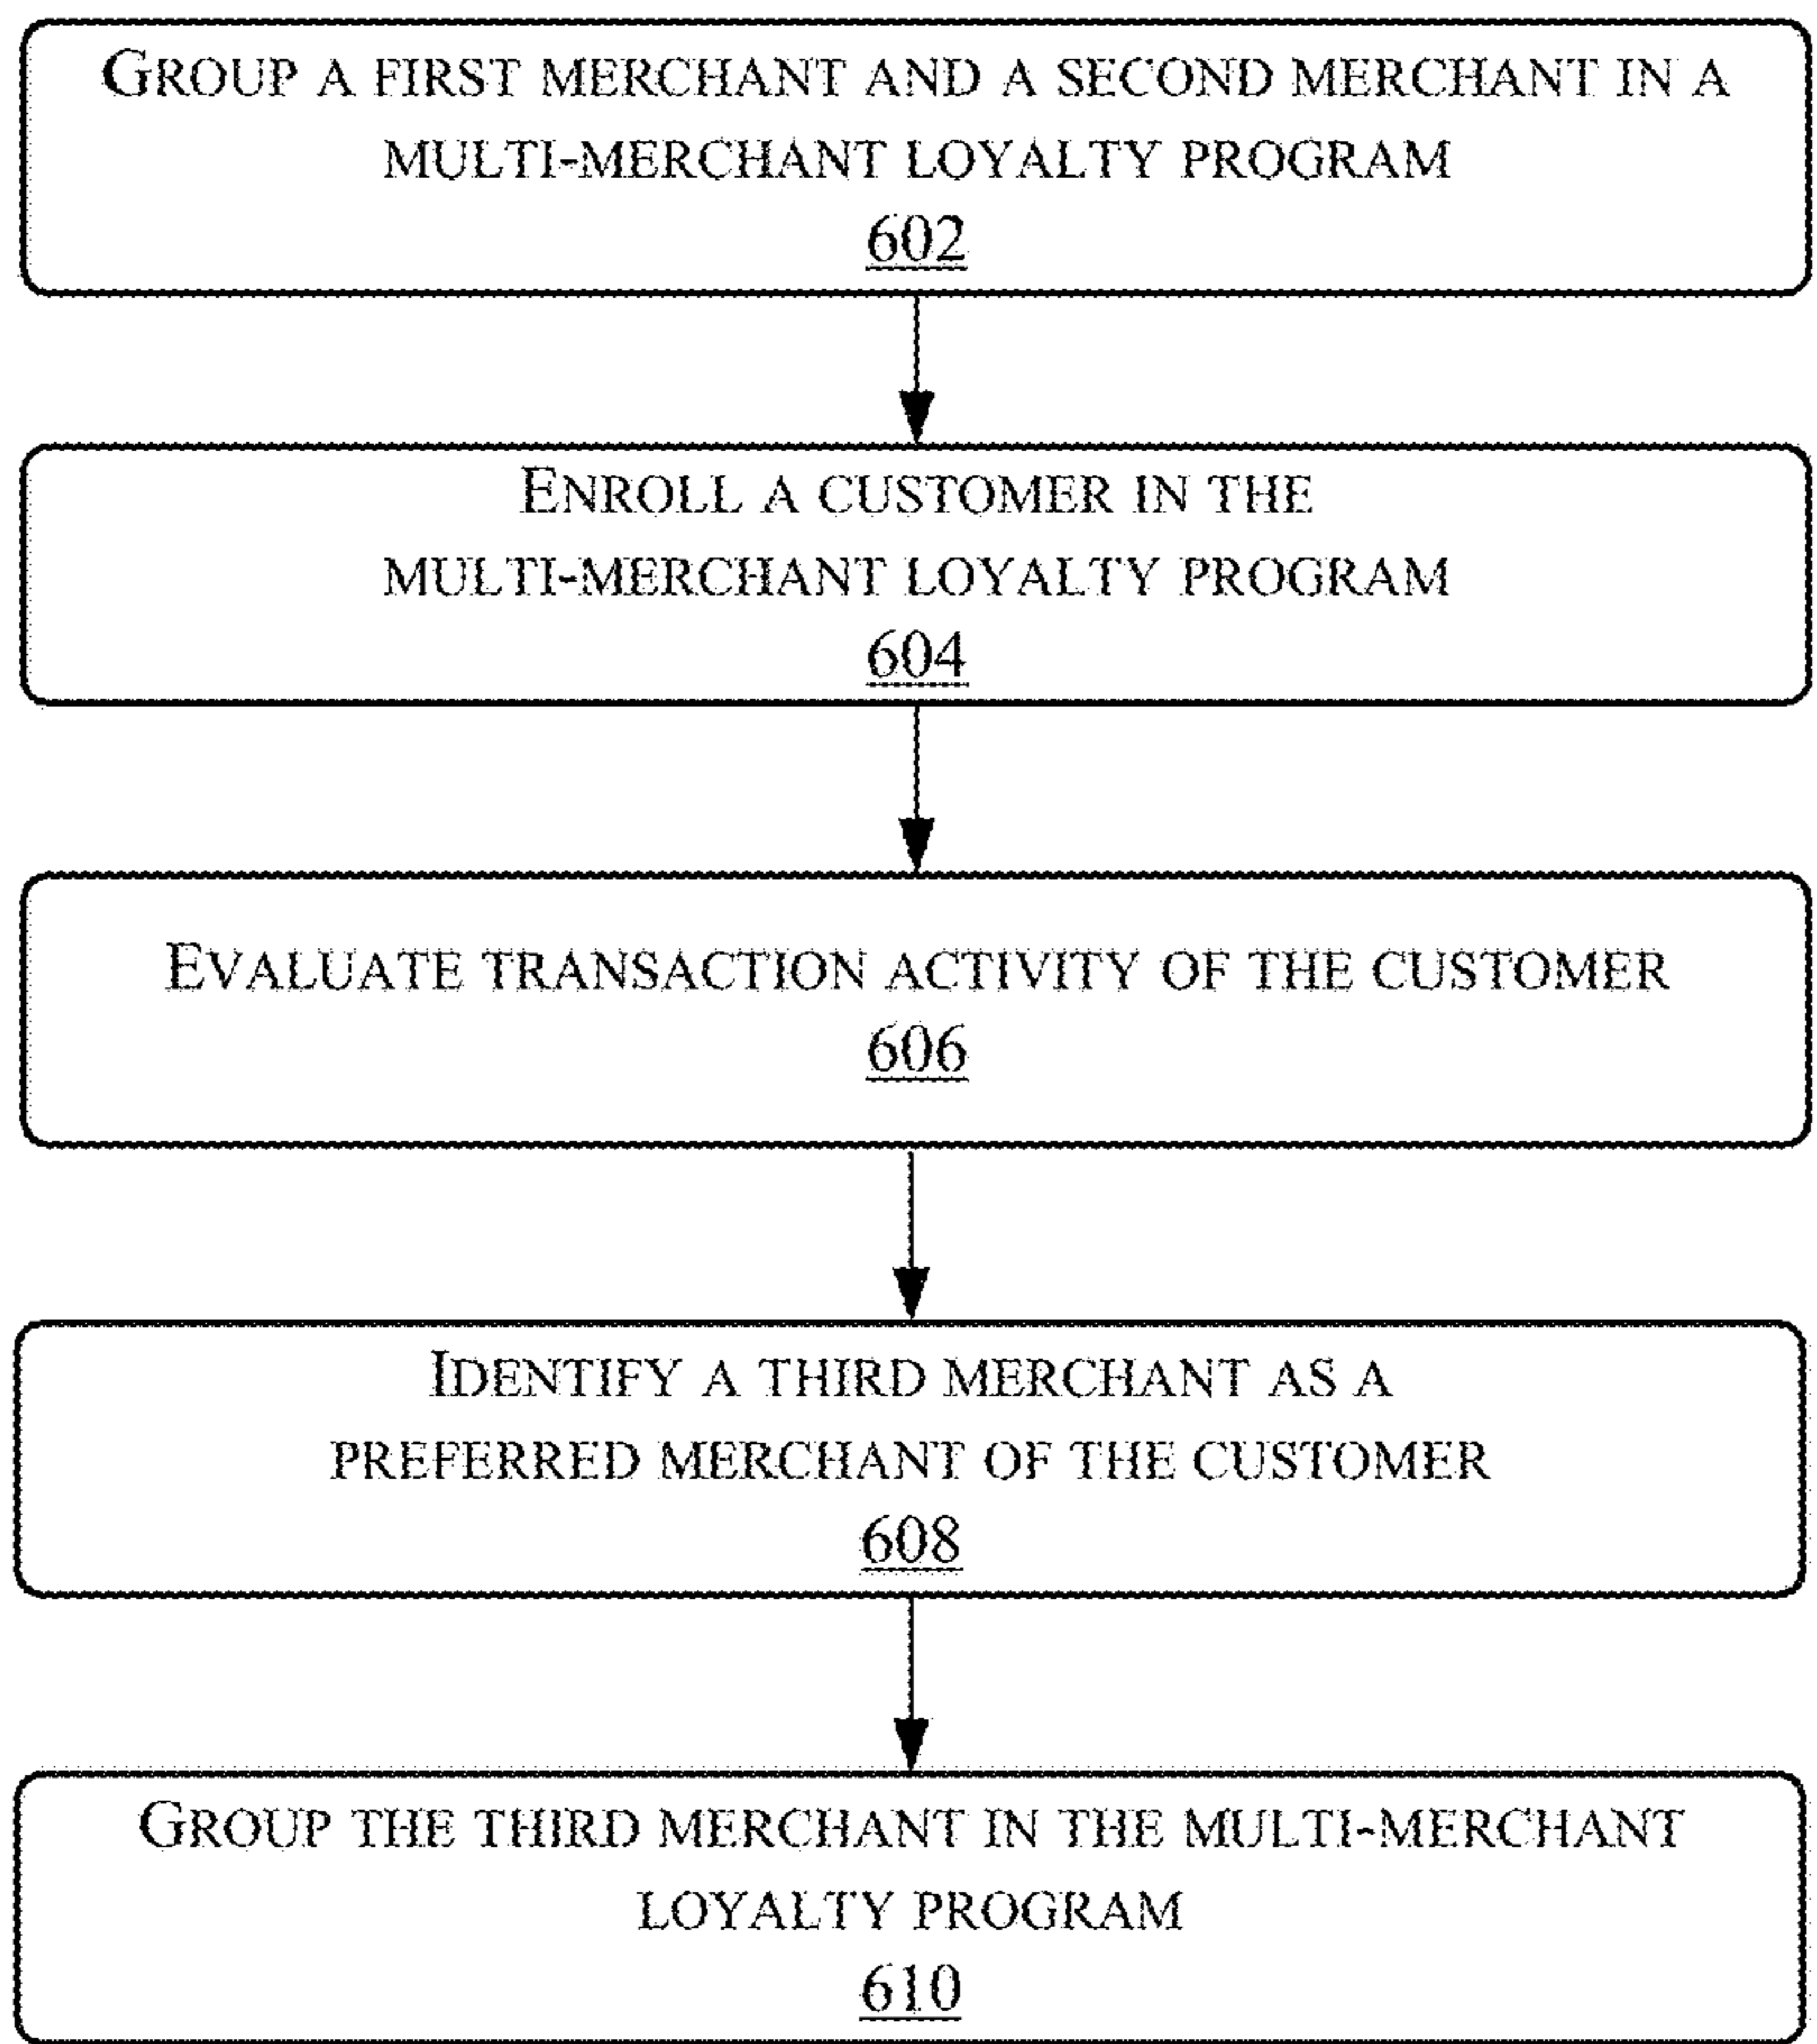 GROUP A FIRST MERCHANT AND A SECOND MERCHANT IN A
MULTI-MERCHANT LOYALTY PROGRAM
602
ENROLL A CUSTOMER IN THE
MULTI-MERCHANT LOYALTY PROGRAM
604
EVALUATE TRANSACTION ACTIVITY OF THE CUSTOMER
606
IDENTIFY A THIRD MERCHANT AS A
PREFERRED MERCHANT OF THE CUSTOMER
608
GROUP THE THIRD MERCHANT IN THE MULTI-MERCHANT
LOYALTY PROGRAM
610